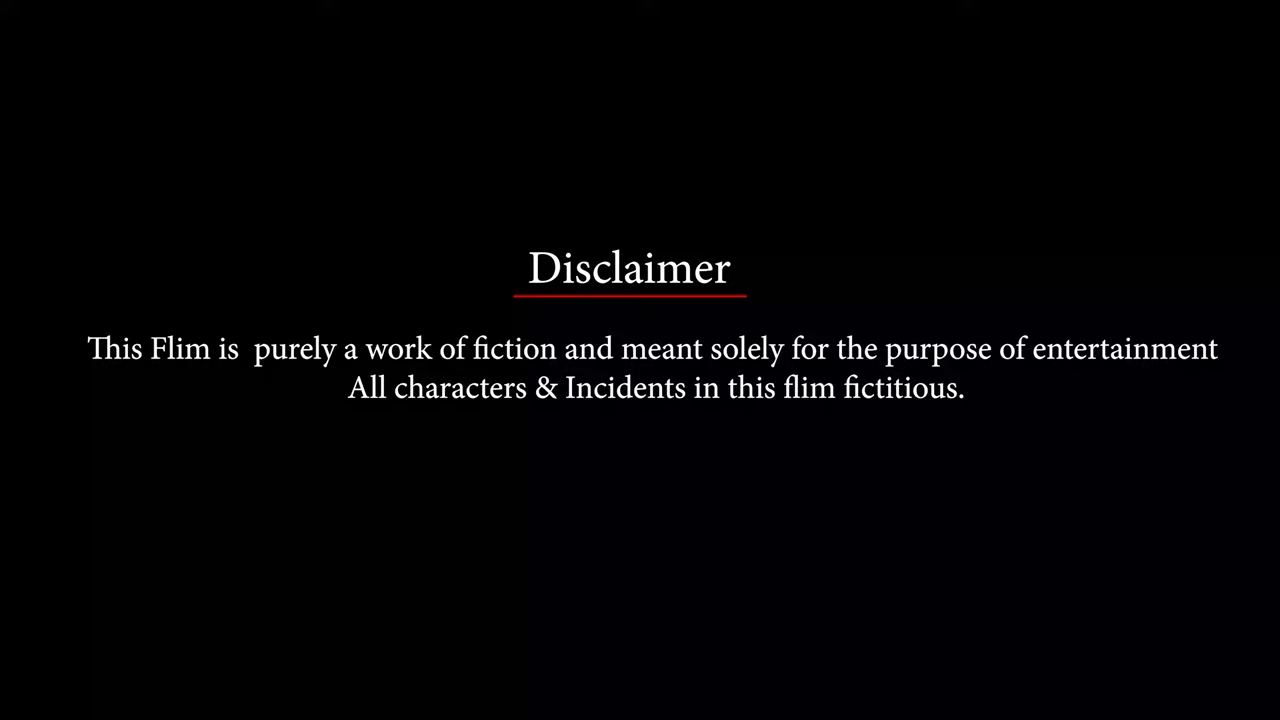 Disclaimer
This Flim is  purely a work of fiction and meant solely for the purpose of entertainment
All characters & Incidents in this flim fictitious.